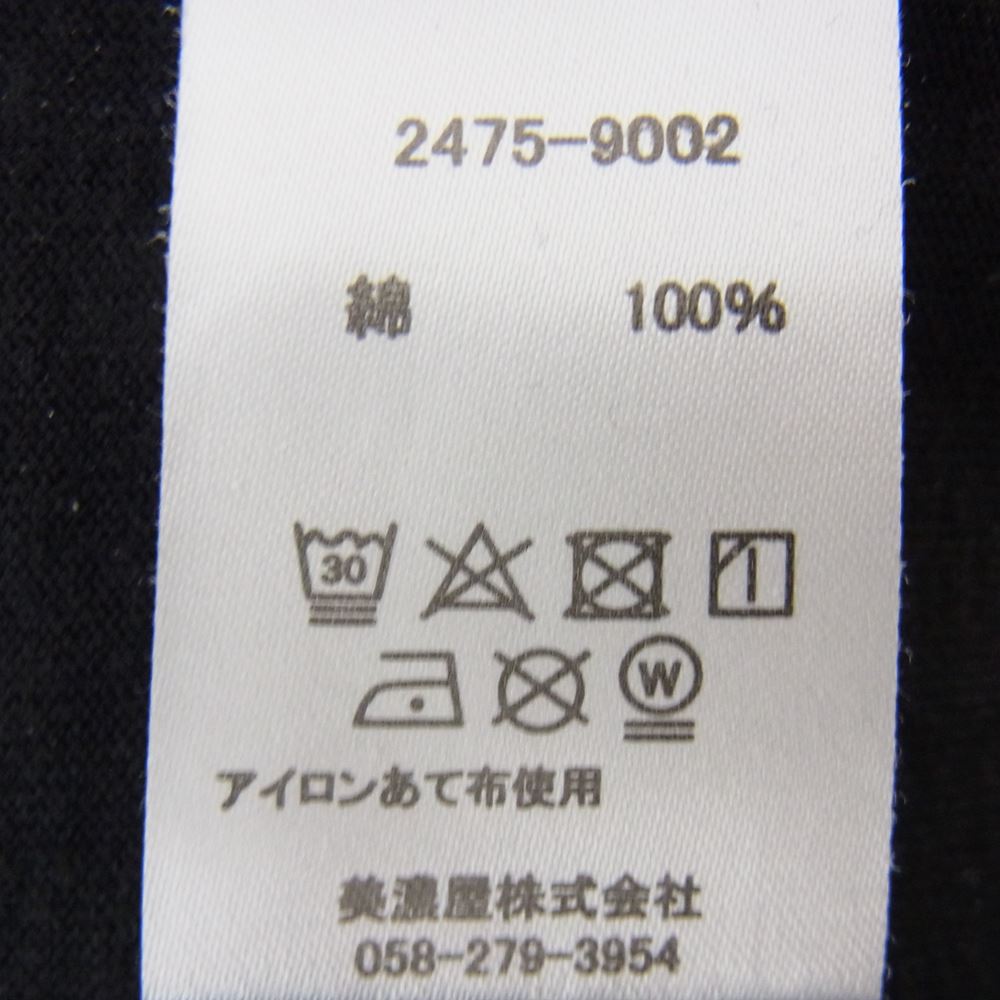 2475-9002
綿 100%
30
W
アイロンあて布使用
美濃屋株式会社
058-279-3954